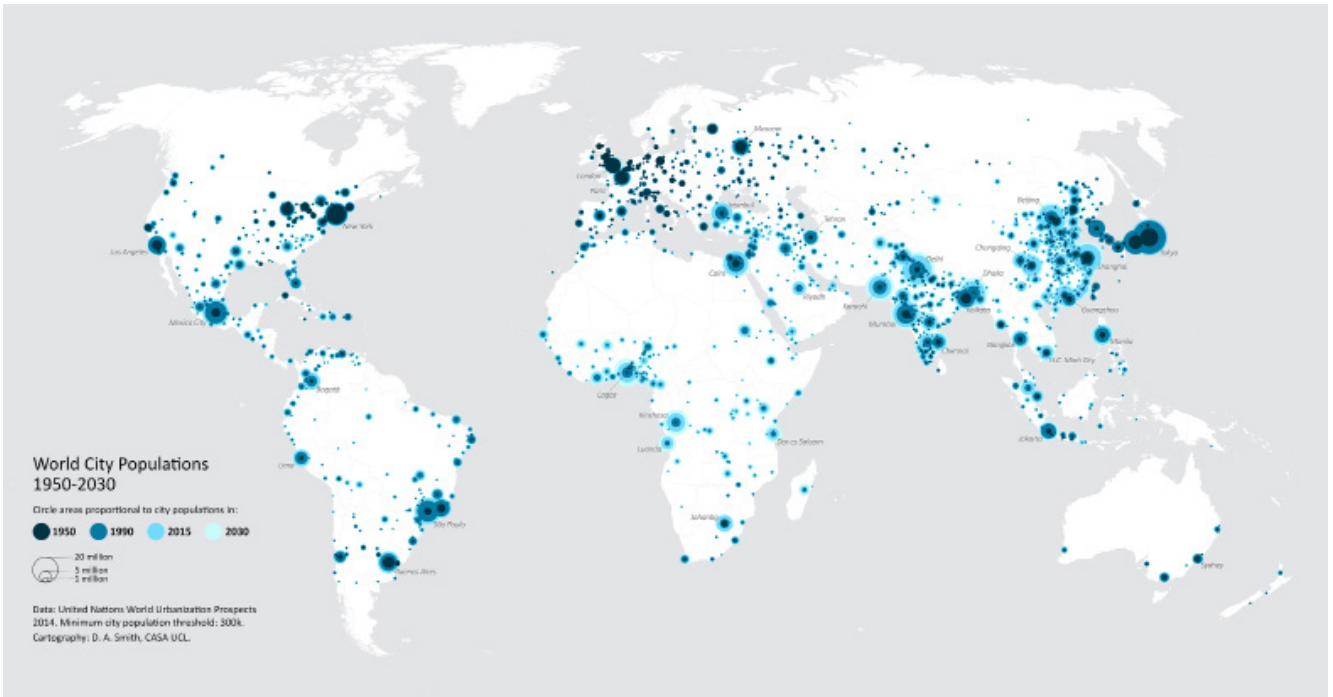 Moscow
London
Paris
Istanbul
Beijing
New York
Tehran
Los Angeles
Chongqing
Tokyo
Cairo
Delhi
Shanghai
Dhaka
Riyadh
Karachi
Kolkata
Guangzhou
Mexico City
Mumbai
Bangkok
Manila
Chennai
H.C. Minh City
Bogotá
Lagos
Kinshasa
Jakarta
Dar es Salaam
Luanda
Lima
World City Populations
1950-2030
Circle areas proportional to city populations in:
1950 1990 2015 2030
São Paulo
20 million
5 million
1 million
Buenos Aires
Sydney
Data: United Nations World Urbanization Prospects
2014. Minimum city population threshold: 300k.
Cartography: D. A. Smith, CASA UCL.